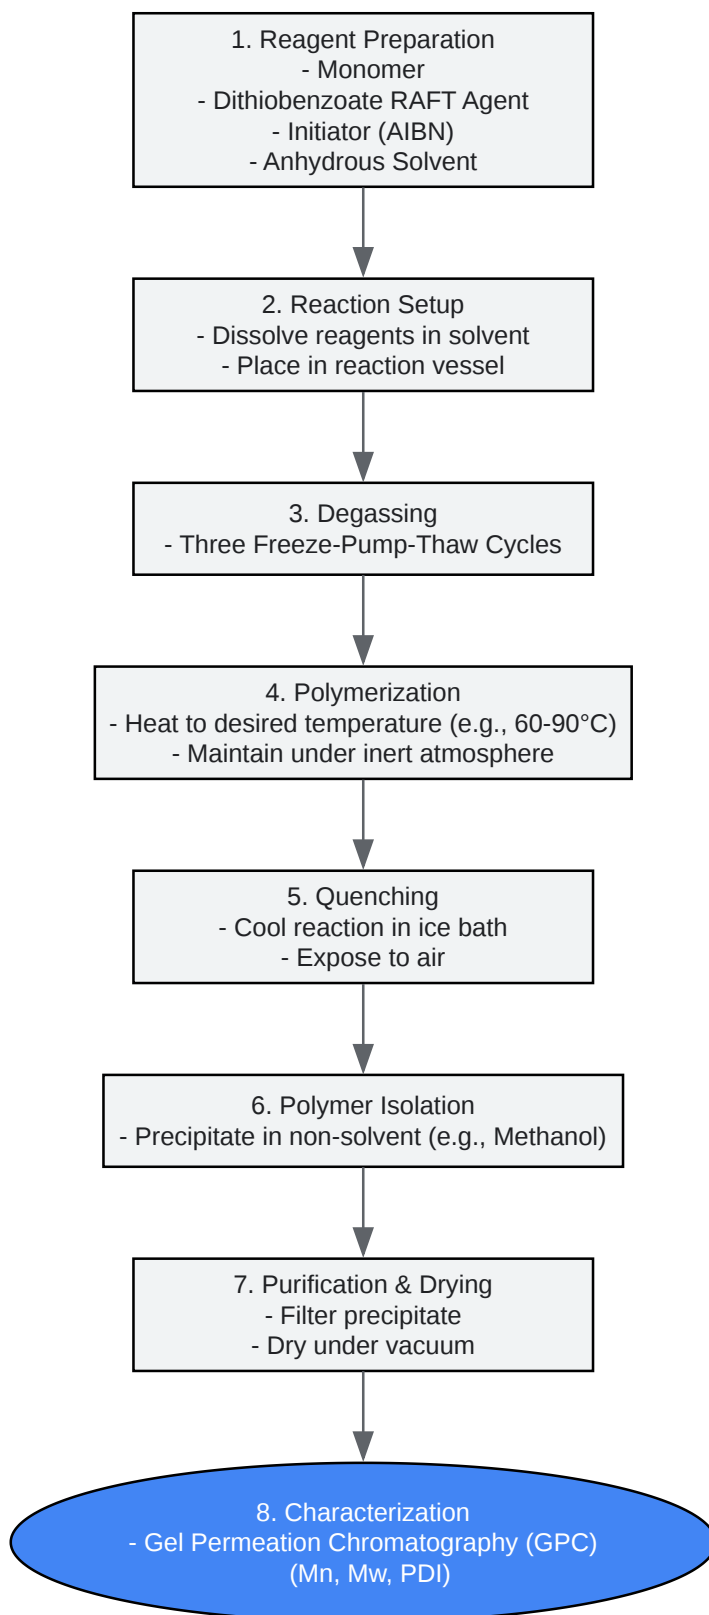 1. Reagent Preparation
- Monomer
- Dithiobenzoate RAFT Agent
- Initiator (AIBN)
- Anhydrous Solvent
2. Reaction Setup
- Dissolve reagents in solvent
- Place in reaction vessel
3. Degassing
- Three Freeze-Pump-Thaw Cycles
4. Polymerization
- Heat to desired temperature (e.g., 60-90°C)
- Maintain under inert atmosphere
5. Quenching
- Cool reaction in ice bath
- Expose to air
6. Polymer Isolation
- Precipitate in non-solvent (e.g., Methanol)
7. Purification & Drying
- Filter precipitate
- Dry under vacuum
8. Characterization
- Gel Permeation Chromatography (GPC)
(Mn, Mw, PDI)